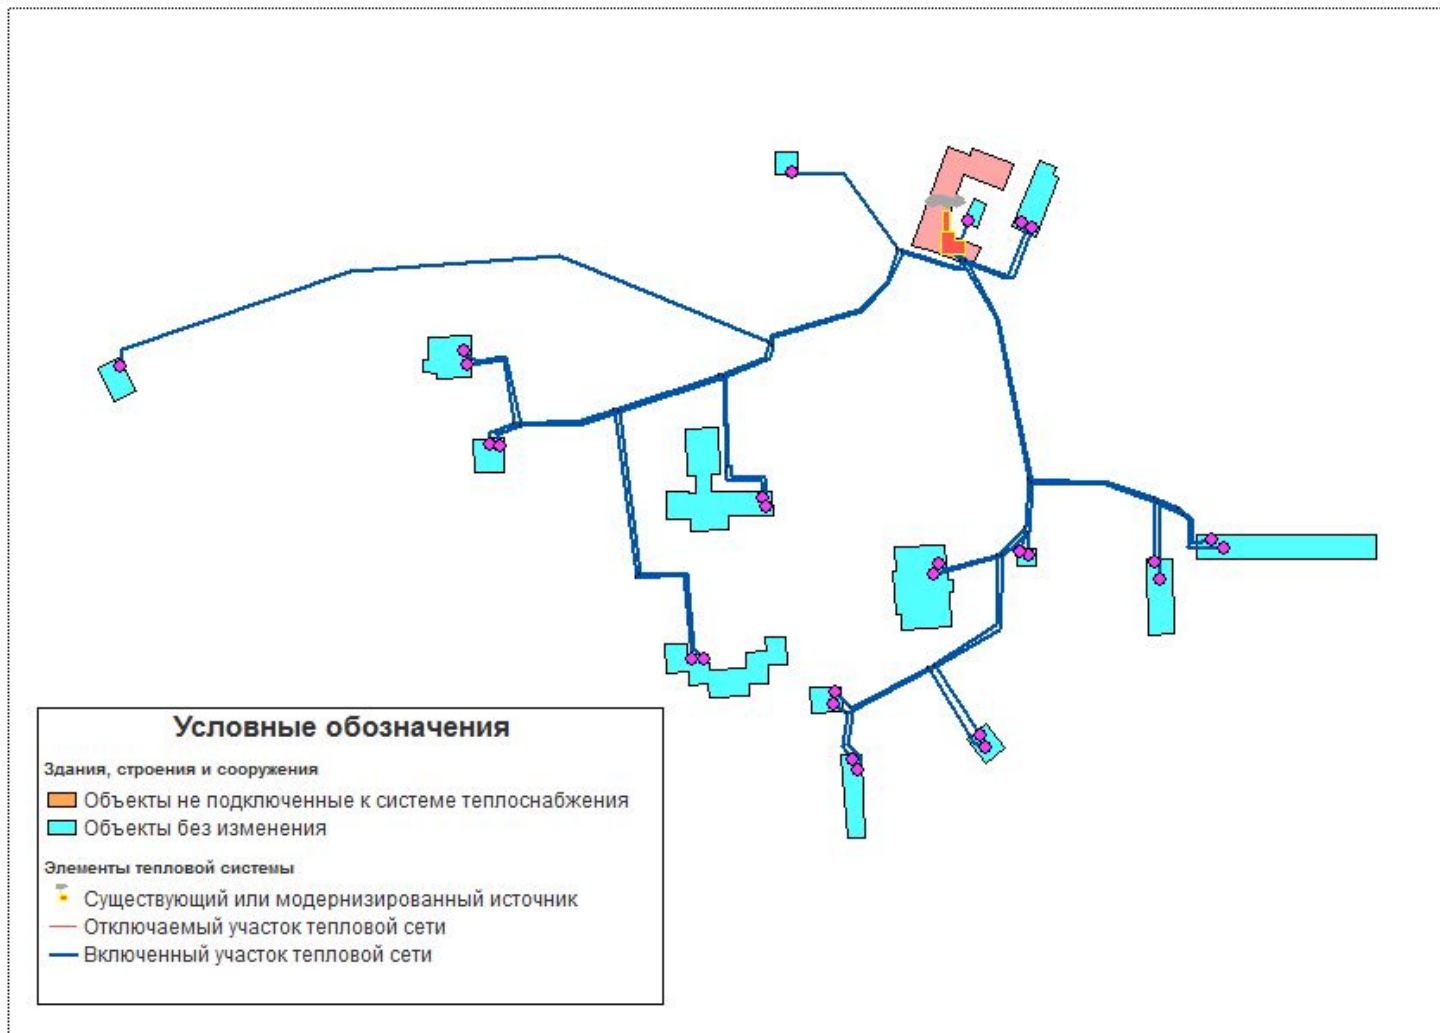 Условные обозначения
Здания, строения и сооружения
Объекты не подключенные к системе теплоснабжения
Объекты без изменения
Элементы тепловой системы
Существующий или модернизированный источник
Отключаемый участок тепловой сети
Включенный участок тепловой сети